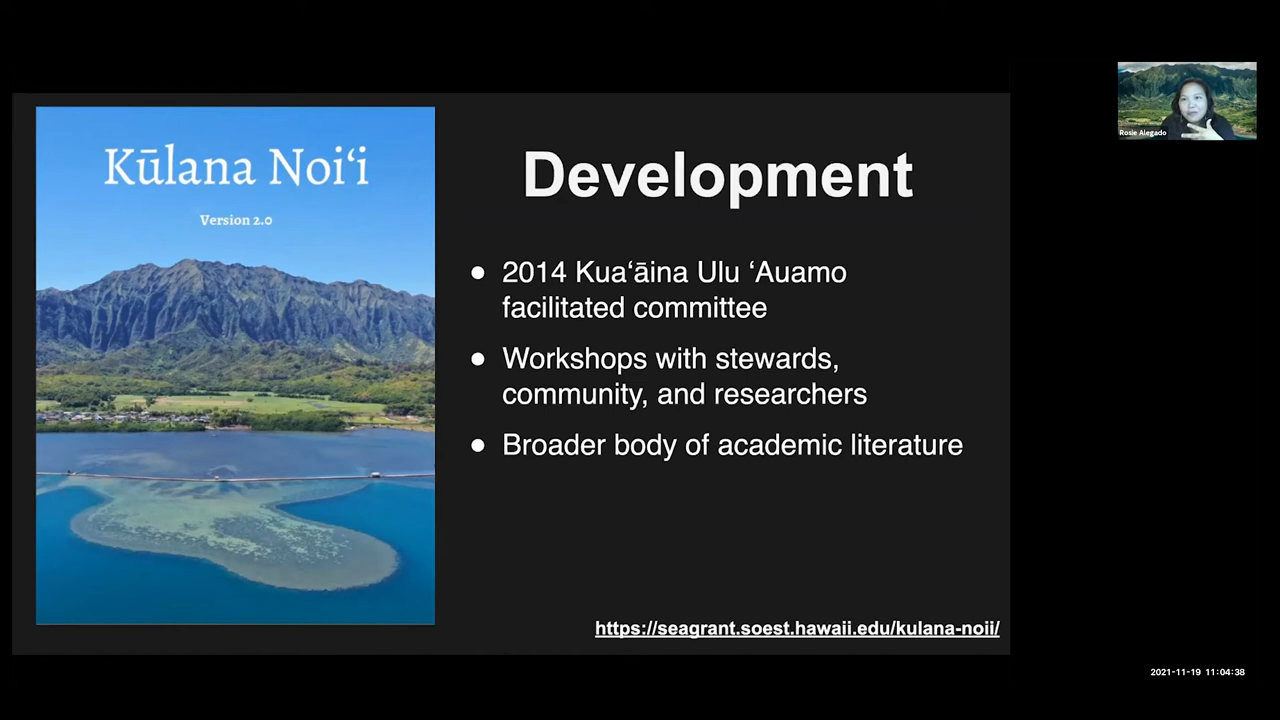 Kūlana Noiʻi
Version 2.0
Development
● 2014 Kuaʻāina Ulu ʻAuamo
facilitated committee
● Workshops with stewards,
community, and researchers
● Broader body of academic literature
https://seagrant.soest.hawaii.edu/kulana-noii/
Rosie Alegado
2021-11-19 11:04:38